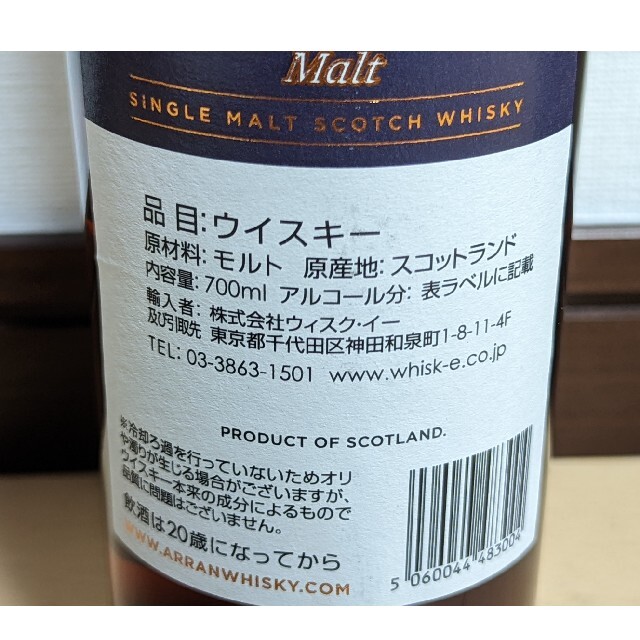 Malt
SINGLE MALT SCOTCH WHISKY
品目:ウイスキー
原材料: モルト 原産地: スコットランド
内容量: 700ml アルコール分: 表ラベルに記載
輸入者: 株式会社ウィスク・イー
及び引取先 東京都千代田区神田和泉町1-8-11-4F
TEL: 03-3863-1501 www.whisk-e.co.jp
PRODUCT OF SCOTLAND.
※冷却ろ過を行っていないためオリ
や濁りが生じる場合がございますが、
ウイスキー本来の成分によるもので
品質に問題はございません。
飲酒は20歳になってから
WWW.ARRANWHISKY.COM
5 060044 483004